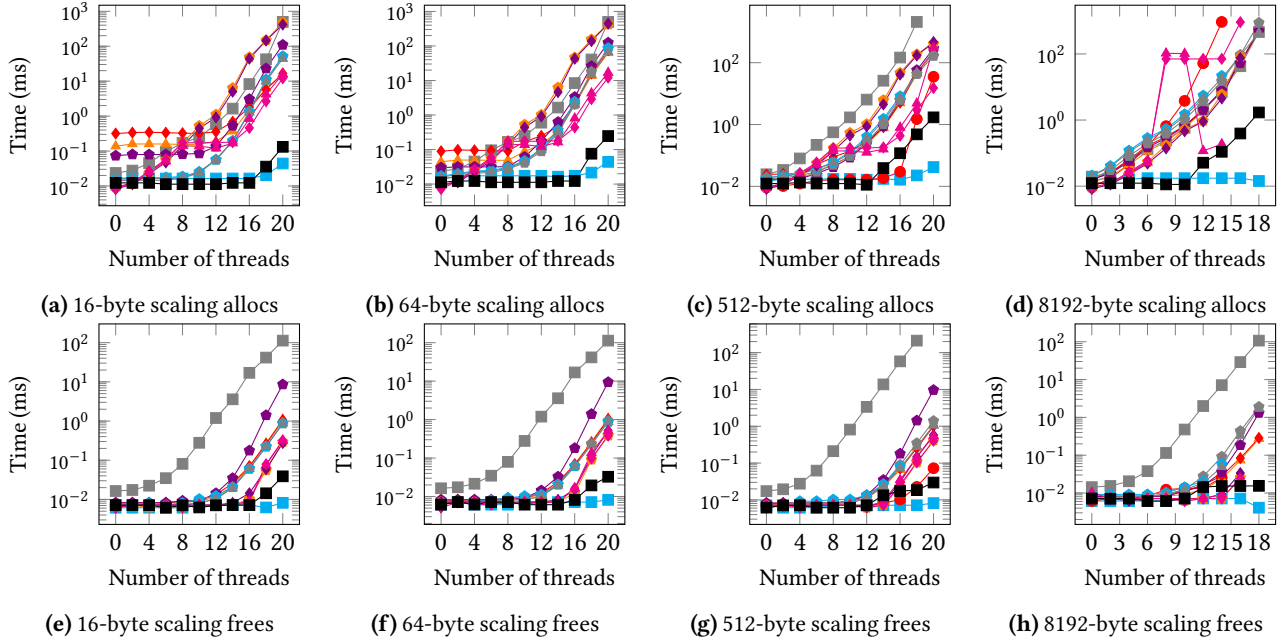 10^3
10^2
10^1
10^0
10^-1
10^-2
Time (ms)
0 4 8 12 16 20
Number of threads
(a) 16-byte scaling allocs
10^3
10^2
10^1
10^0
10^-1
10^-2
Time (ms)
0 4 8 12 16 20
Number of threads
(b) 64-byte scaling allocs
10^2
10^0
10^-2
Time (ms)
0 4 8 12 16 20
Number of threads
(c) 512-byte scaling allocs
10^2
10^0
10^-2
Time (ms)
0 3 6 9 12 15 18
Number of threads
(d) 8192-byte scaling allocs
10^2
10^1
10^0
10^-1
10^-2
Time (ms)
0 4 8 12 16 20
Number of threads
(e) 16-byte scaling frees
10^2
10^1
10^0
10^-1
10^-2
Time (ms)
0 4 8 12 16 20
Number of threads
(f) 64-byte scaling frees
10^2
10^1
10^0
10^-1
10^-2
Time (ms)
0 4 8 12 16 20
Number of threads
(g) 512-byte scaling frees
10^2
10^1
10^0
10^-1
10^-2
Time (ms)
0 3 6 9 12 15 18
Number of threads
(h) 8192-byte scaling frees